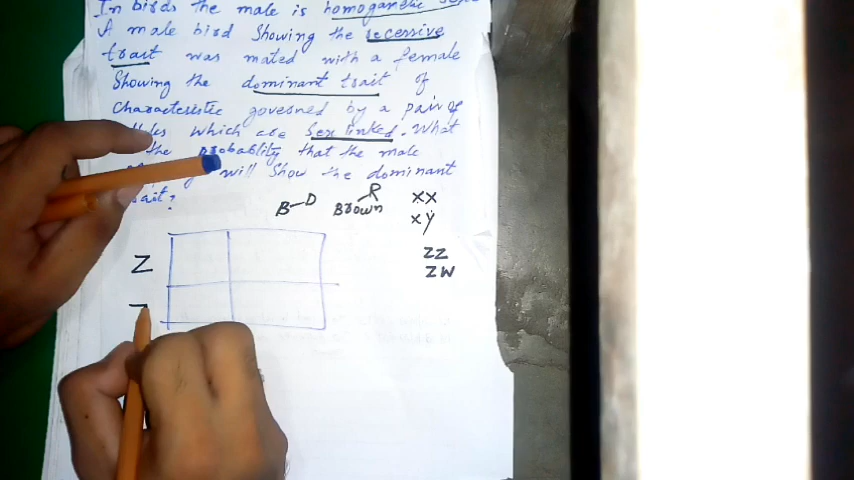 In birds the male is homogametic
A male bird showing the recessive
trait was mated with a female
showing the dominant trait of
characteristic governed by a pair of
which are sex linked. What
the probability that the male
will show the dominant
B-D Brown R XX
XY
Z ZZ
ZW